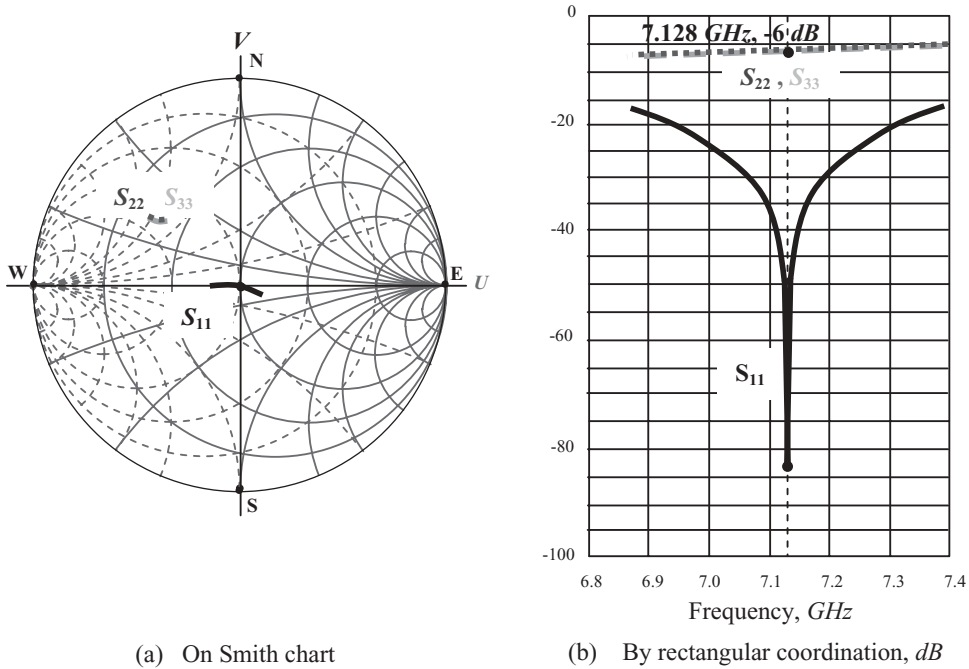 V
N
S22 S33
W
E
U
S11
S
(a) On Smith chart
0
-20
-40
-60
-80
-100
7.128 GHz, -6 dB
S22 , S33
S11
6.8 6.9 7.0 7.1 7.2 7.3 7.4
Frequency, GHz
(b) By rectangular coordination, dB